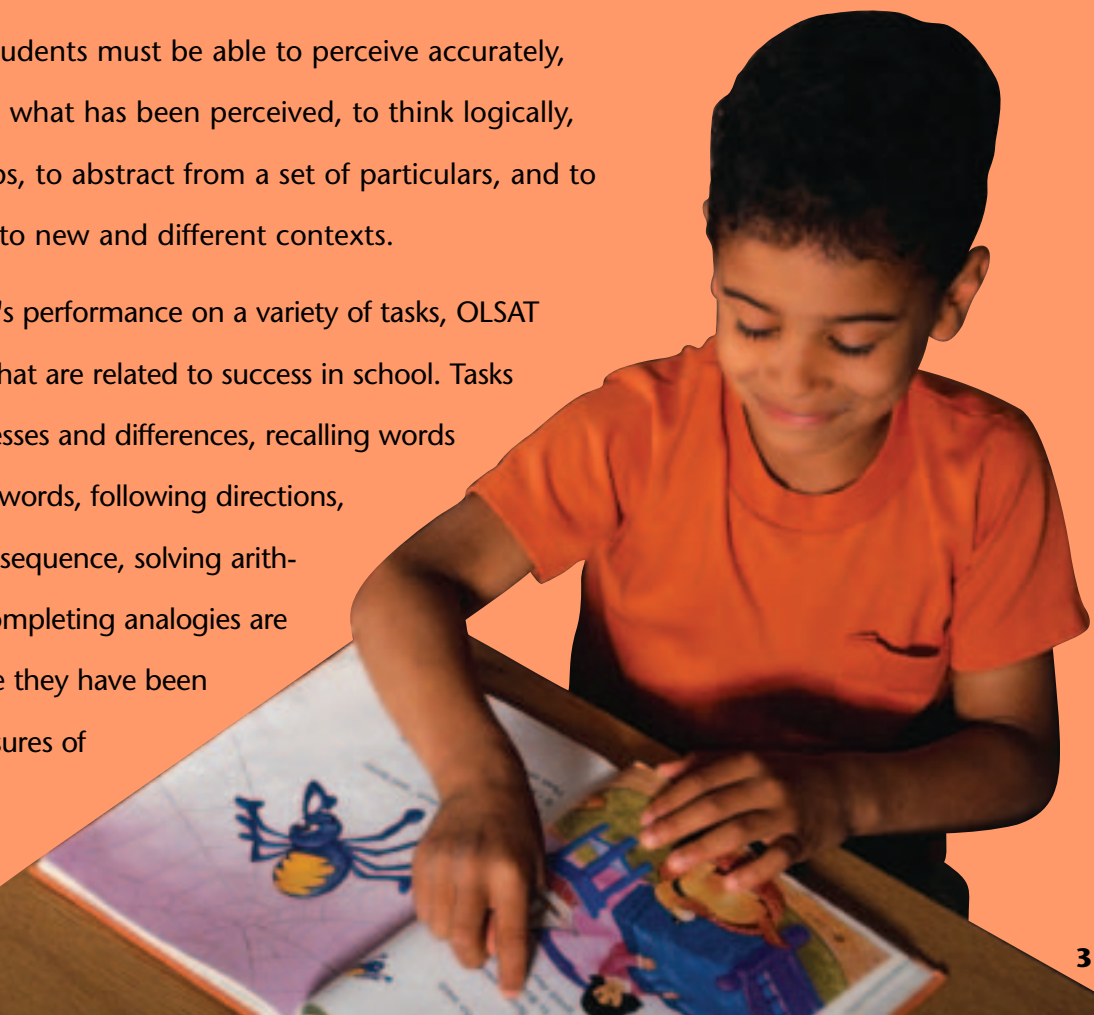 udents must be able to perceive accurately,
what has been perceived, to think logically,
os, to abstract from a set of particulars, and to
to new and different contexts.
's performance on a variety of tasks, OLSAT
hat are related to success in school. Tasks
esses and differences, recalling words
words, following directions,
sequence, solving arith-
ompleting analogies are
e they have been
sures of
3